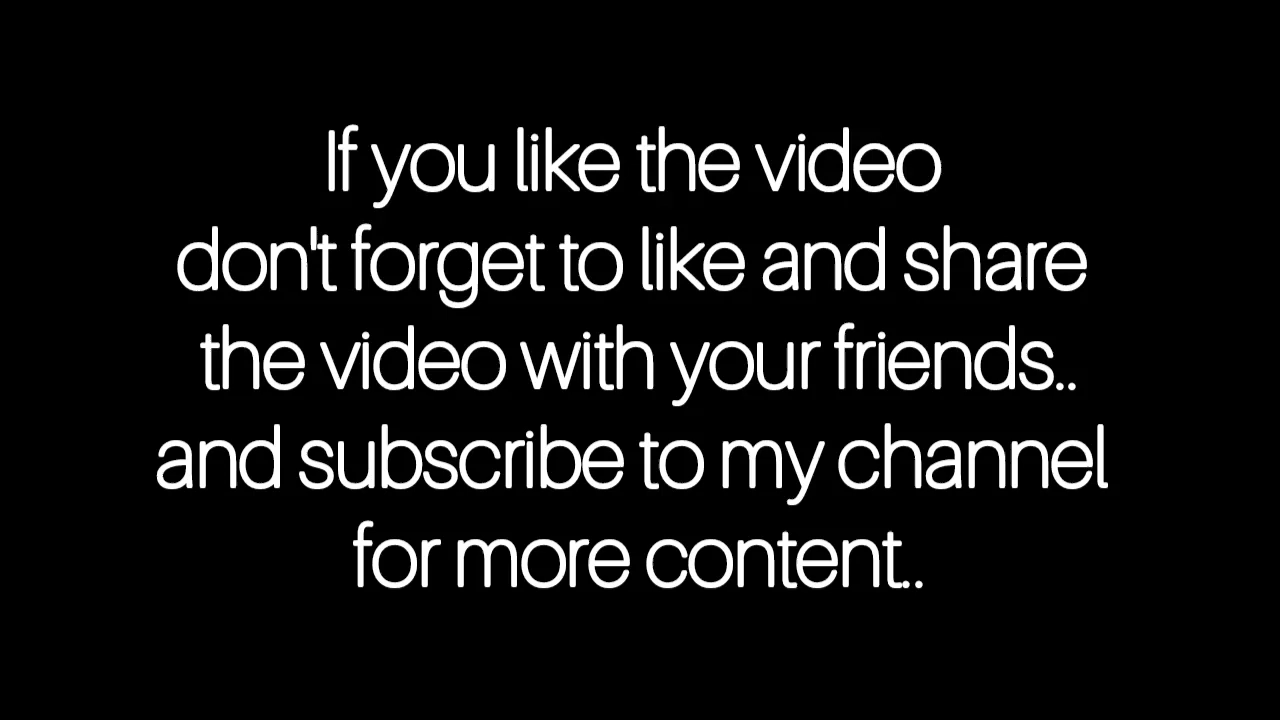 If you like the video
don't forget to like and share
the video with your friends..
and subscribe to my channel
for more content..